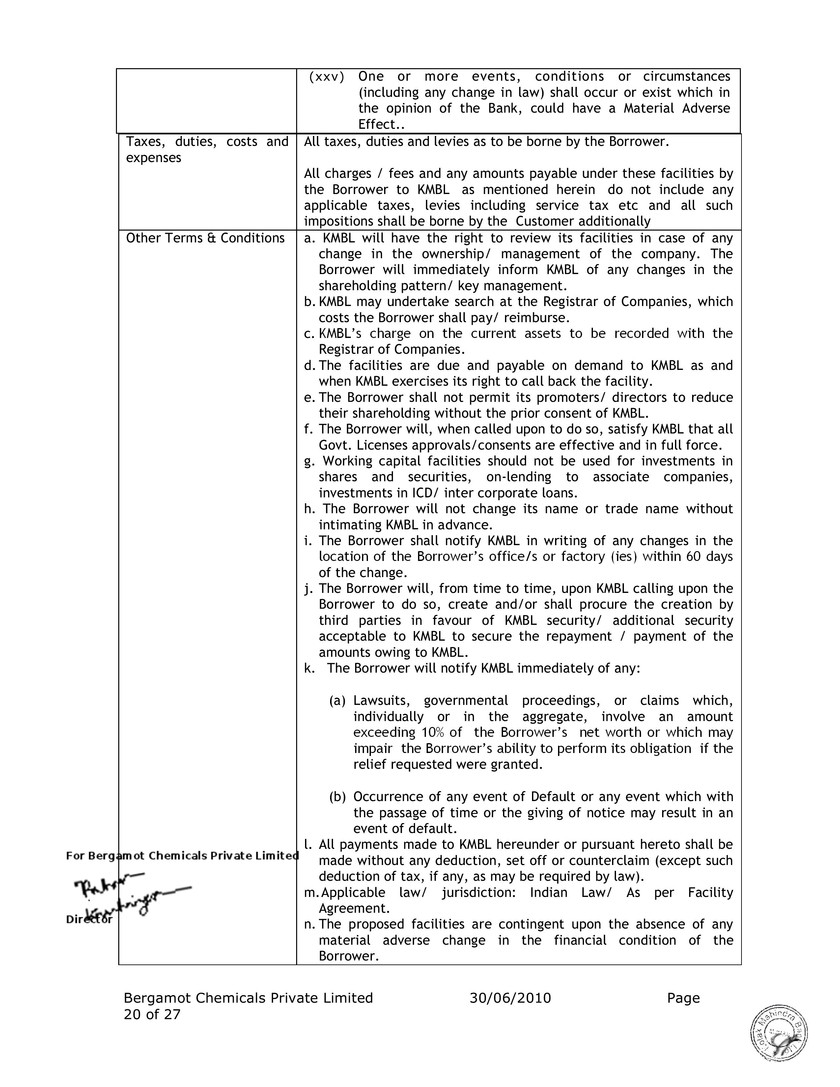 (xxv) One or more events, conditions or circumstances
(including any change in law) shall occur or exist which in
the opinion of the Bank, could have a Material Adverse
Effect..
Taxes, duties, costs and
expenses
All taxes, duties and levies as to be borne by the Borrower.
All charges / fees and any amounts payable under these facilities by
the Borrower to KMBL as mentioned herein do not include any
applicable taxes, levies including service tax etc and all such
impositions shall be borne by the Customer additionally
Other Terms & Conditions
a. KMBL will have the right to review its facilities in case of any
change in the ownership/ management of the company. The
Borrower will immediately inform KMBL of any changes in the
shareholding pattern/ key management.
b. KMBL may undertake search at the Registrar of Companies, which
costs the Borrower shall pay/ reimburse.
c. KMBL's charge on the current assets to be recorded with the
Registrar of Companies.
d. The facilities are due and payable on demand to KMBL as and
when KMBL exercises its right to call back the facility.
e. The Borrower shall not permit its promoters/ directors to reduce
their shareholding without the prior consent of KMBL.
f. The Borrower will, when called upon to do so, satisfy KMBL that all
Govt. Licenses approvals/consents are effective and in full force.
g. Working capital facilities should not be used for investments in
shares and securities, on-lending to associate companies,
investments in ICD/ inter corporate loans.
h. The Borrower will not change its name or trade name without
intimating KMBL in advance.
i. The Borrower shall notify KMBL in writing of any changes in the
location of the Borrower's office/s or factory (ies) within 60 days
of the change.
j. The Borrower will, from time to time, upon KMBL calling upon the
Borrower to do so, create and/or shall procure the creation by
third parties in favour of KMBL security/ additional security
acceptable to KMBL to secure the repayment / payment of the
amounts owing to KMBL.
k. The Borrower will notify KMBL immediately of any:
(a) Lawsuits, governmental proceedings, or claims which,
individually or in the aggregate, involve an amount
exceeding 10% of the Borrower's net worth or which may
impair the Borrower's ability to perform its obligation if the
relief requested were granted.
(b) Occurrence of any event of Default or any event which with
the passage of time or the giving of notice may result in an
event of default.
l. All payments made to KMBL hereunder or pursuant hereto shall be
made without any deduction, set off or counterclaim (except such
deduction of tax, if any, as may be required by law).
m. Applicable law/ jurisdiction: Indian Law/ As per Facility
Agreement.
n. The proposed facilities are contingent upon the absence of any
material adverse change in the financial condition of the
Borrower.
For Bergamot Chemicals Private Limited
Director
Bergamot Chemicals Private Limited 30/06/2010 Page
20 of 27
Kotak Mahindra Bank